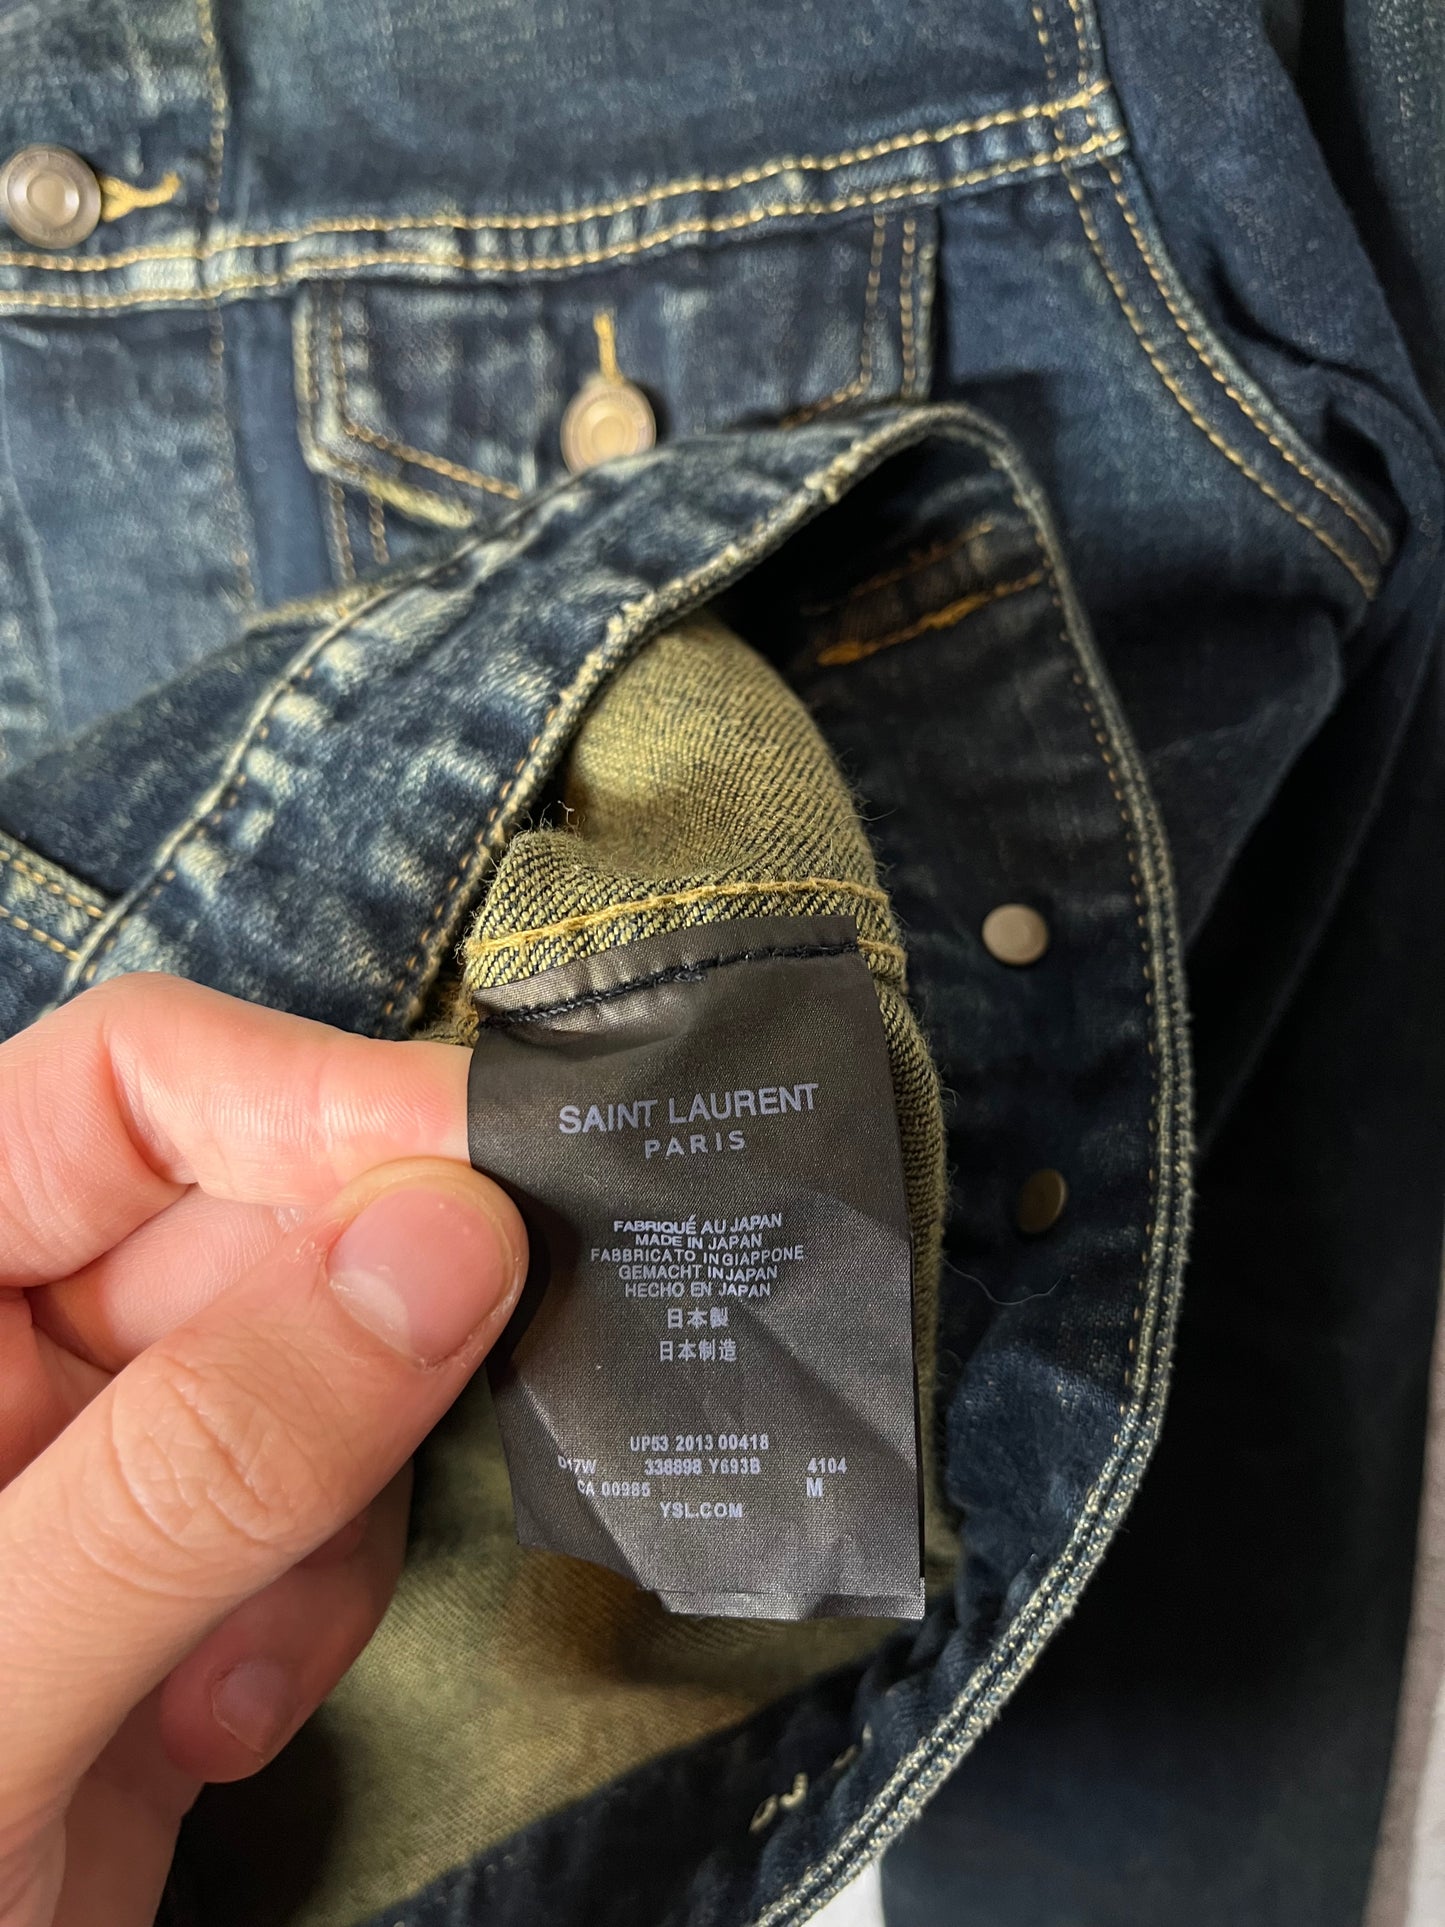 SAINT LAURENT
PARIS
FABRIQUÉ AU JAPAN
MADE IN JAPAN
FABBRICATO IN GIAPPONE
GEMACHT IN JAPAN
HECHO EN JAPAN
日本製
日本制造
UP53 2013 00418
338898 Y693B 4104
CA 00985 M
YSL.COM